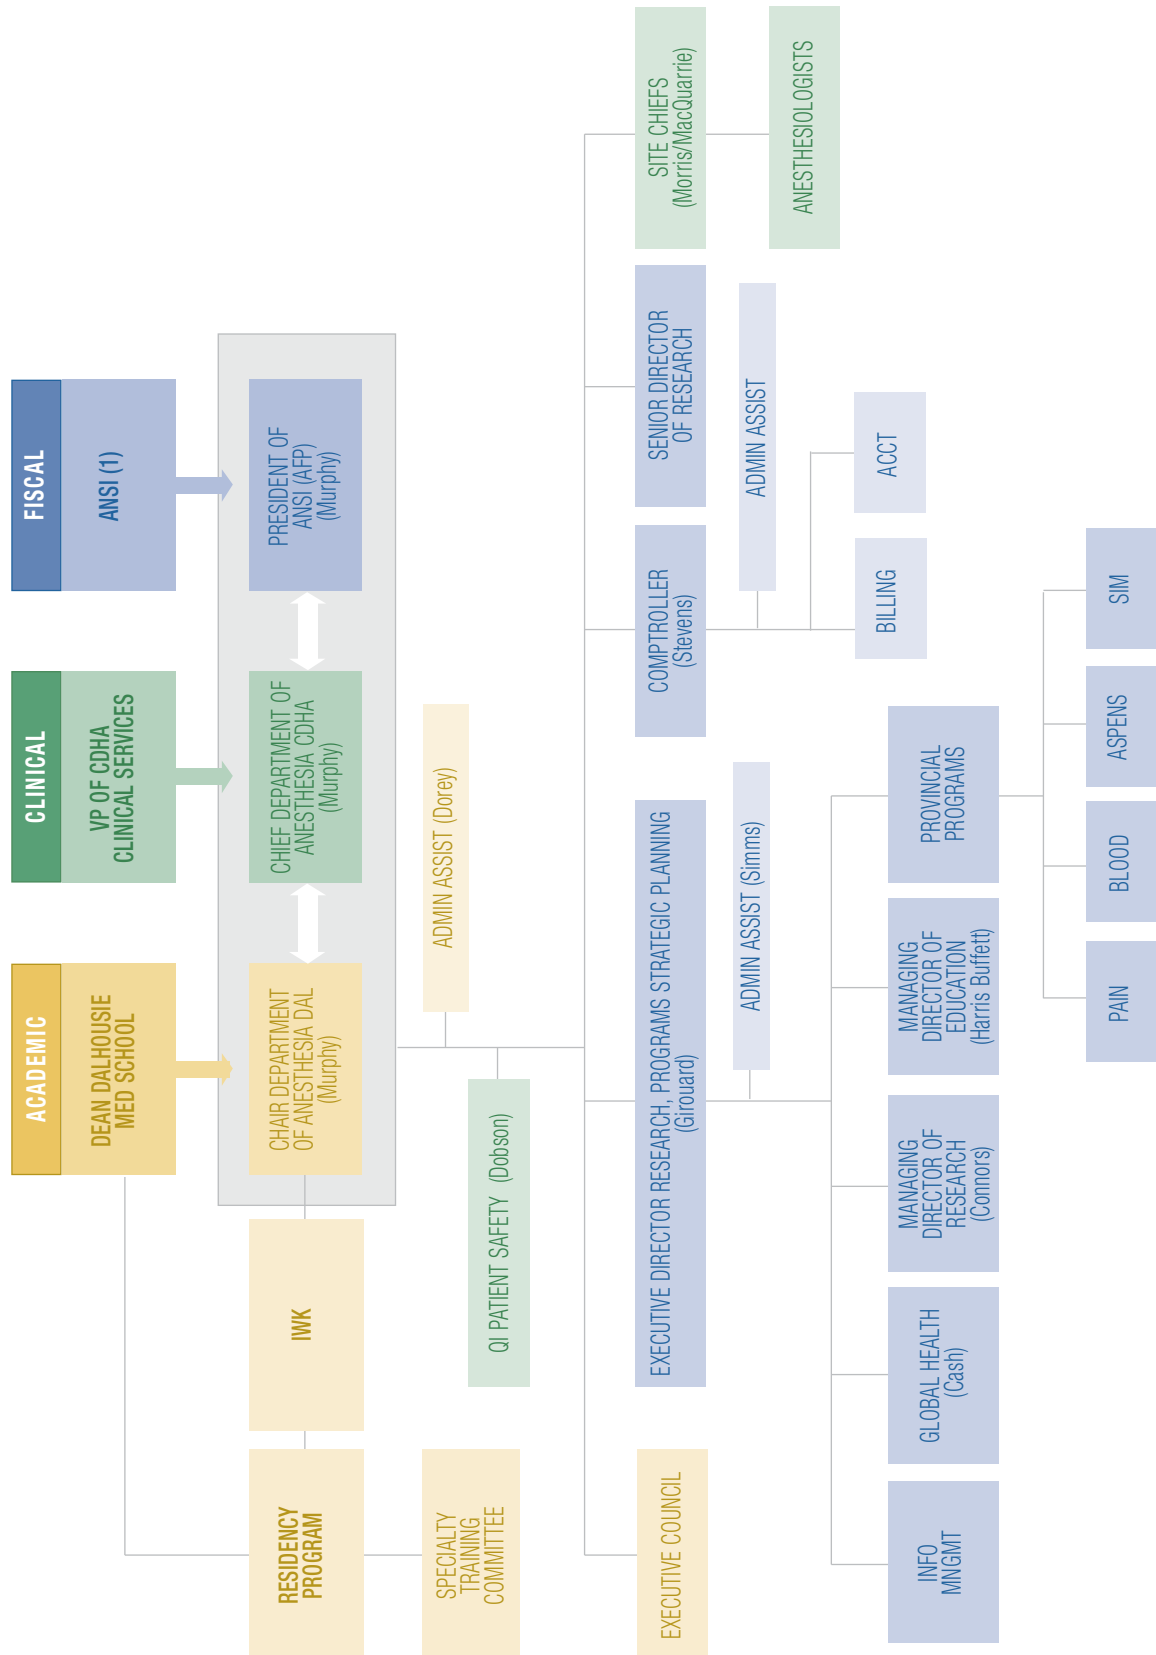 ACADEMIC
DEAN DALHOUSIE
MED SCHOOL
CLINICAL
VP OF CDHA
CLINICAL SERVICES
FISCAL
ANSI (1)
RESIDENCY
PROGRAM
IWK
CHAIR DEPARTMENT
OF ANESTHESIA DAL
(Murphy)
CHIEF DEPARTMENT OF
ANESTHESIA CDHA
(Murphy)
PRESIDENT OF
ANSI (AFP)
(Murphy)
SPECIALTY
TRAINING
COMMITTEE
ADMIN ASSIST (Dorey)
QI PATIENT SAFETY (Dobson)
EXECUTIVE COUNCIL
EXECUTIVE DIRECTOR RESEARCH, PROGRAMS STRATEGIC PLANNING
(Girouard)
COMPTROLLER
(Stevens)
SENIOR DIRECTOR
OF RESEARCH
SITE CHIEFS
(Morris/MacQuarrie)
ADMIN ASSIST (Simms)
ADMIN ASSIST
ANESTHESIOLOGISTS
BILLING
ACCT
INFO
MNGMT
GLOBAL HEALTH
(Cash)
MANAGING
DIRECTOR OF
RESEARCH
(Connors)
MANAGING
DIRECTOR OF
EDUCATION
(Harris Buffett)
PROVINCIAL
PROGRAMS
PAIN
BLOOD
ASPENS
SIM